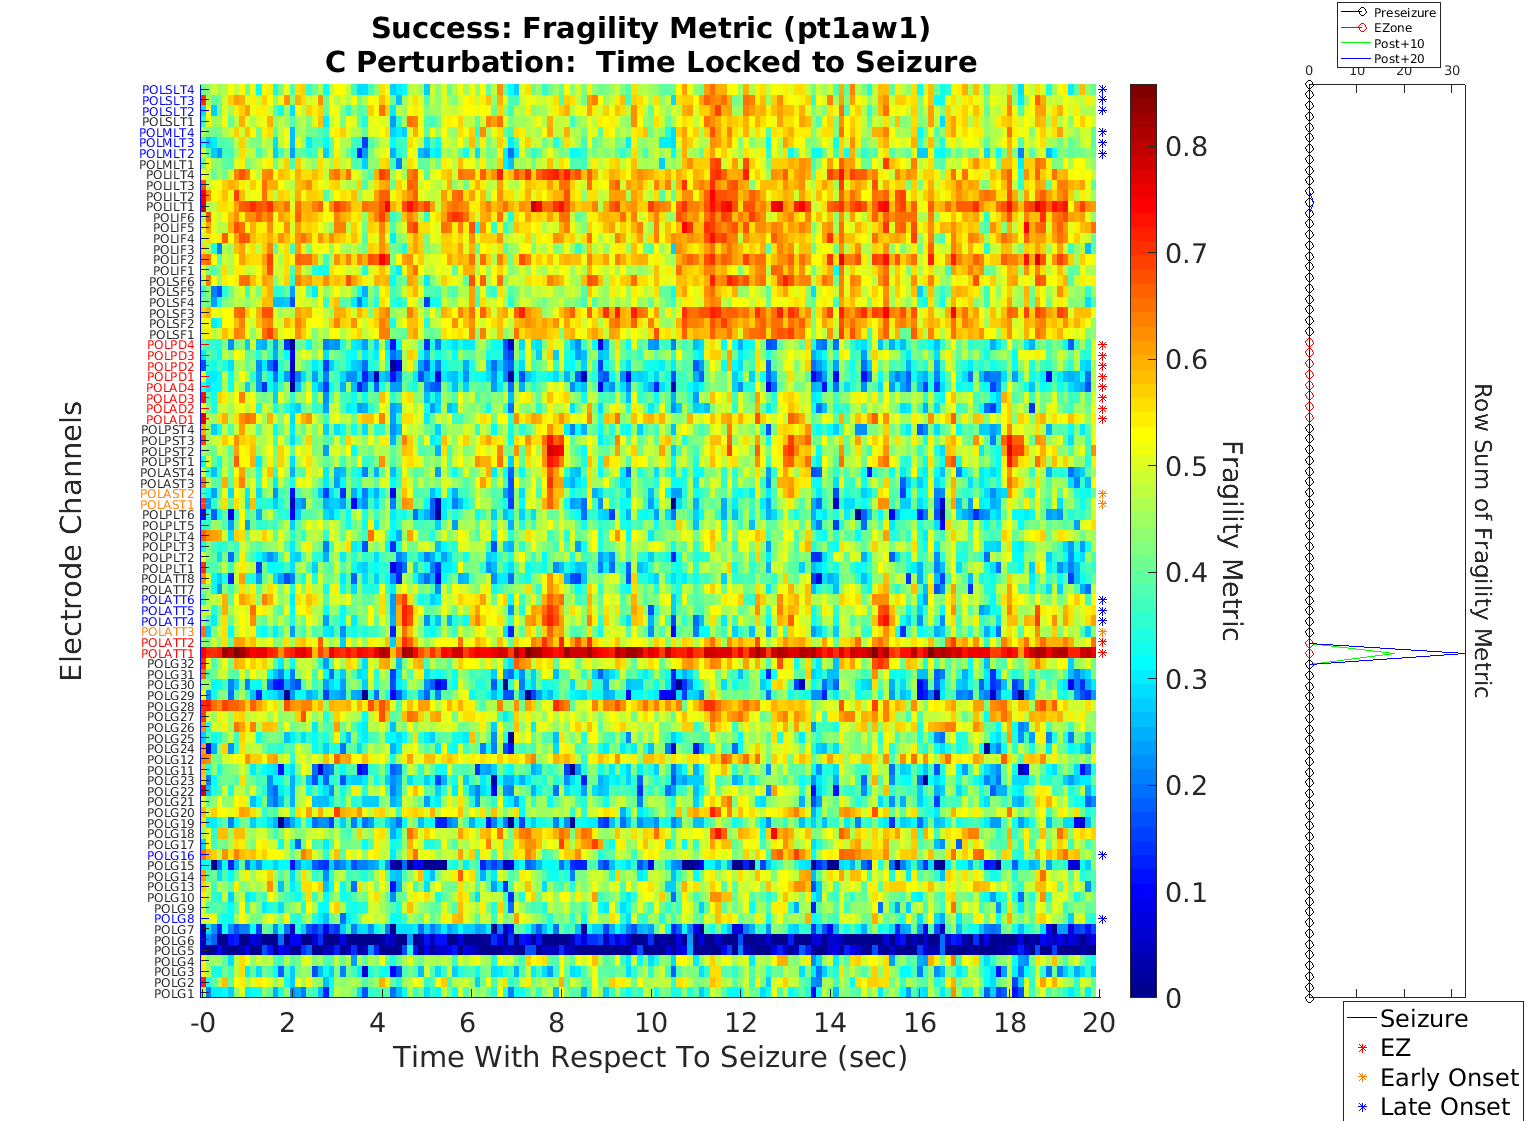 Success: Fragility Metric (pt1aw1)
C Perturbation:  Time Locked to Seizure
Preseizure
EZone
Post+10
Post+20
0 10 20 30
POLSLT4
POLSLT3
POLSLT2
POLSLT1
POLMLT4
POLMLT3
POLMLT2
POLMLT1
POLILT4
POLILT3
POLILT2
POLILT1
POLIF6
POLIF5
POLIF4
POLIF3
POLIF2
POLIF1
POLSF6
POLSF5
POLSF4
POLSF3
POLSF2
POLSF1
POLPD4
POLPD3
POLPD2
POLPD1
POLAD4
POLAD3
POLAD2
POLAD1
POLPST4
POLPST3
POLPST2
POLPST1
POLAST4
POLAST3
POLAST2
POLAST1
POLPLT6
POLPLT5
POLPLT4
POLPLT3
POLPLT2
POLPLT1
POLATT8
POLATT7
POLATT6
POLATT5
POLATT4
POLATT3
POLATT2
POLATT1
POLG32
POLG31
POLG30
POLG29
POLG28
POLG27
POLG26
POLG25
POLG24
POLG12
POLG11
POLG23
POLG22
POLG21
POLG20
POLG19
POLG18
POLG17
POLG16
POLG15
POLG14
POLG13
POLG10
POLG9
POLG8
POLG7
POLG6
POLG5
POLG4
POLG3
POLG2
POLG1
Electrode Channels
-0 2 4 6 8 10 12 14 16 18 20
Time With Respect To Seizure (sec)
0.8
0.7
0.6
0.5
0.4
0.3
0.2
0.1
0
Fragility Metric
Row Sum of Fragility Metric
Seizure
EZ
Early Onset
Late Onset